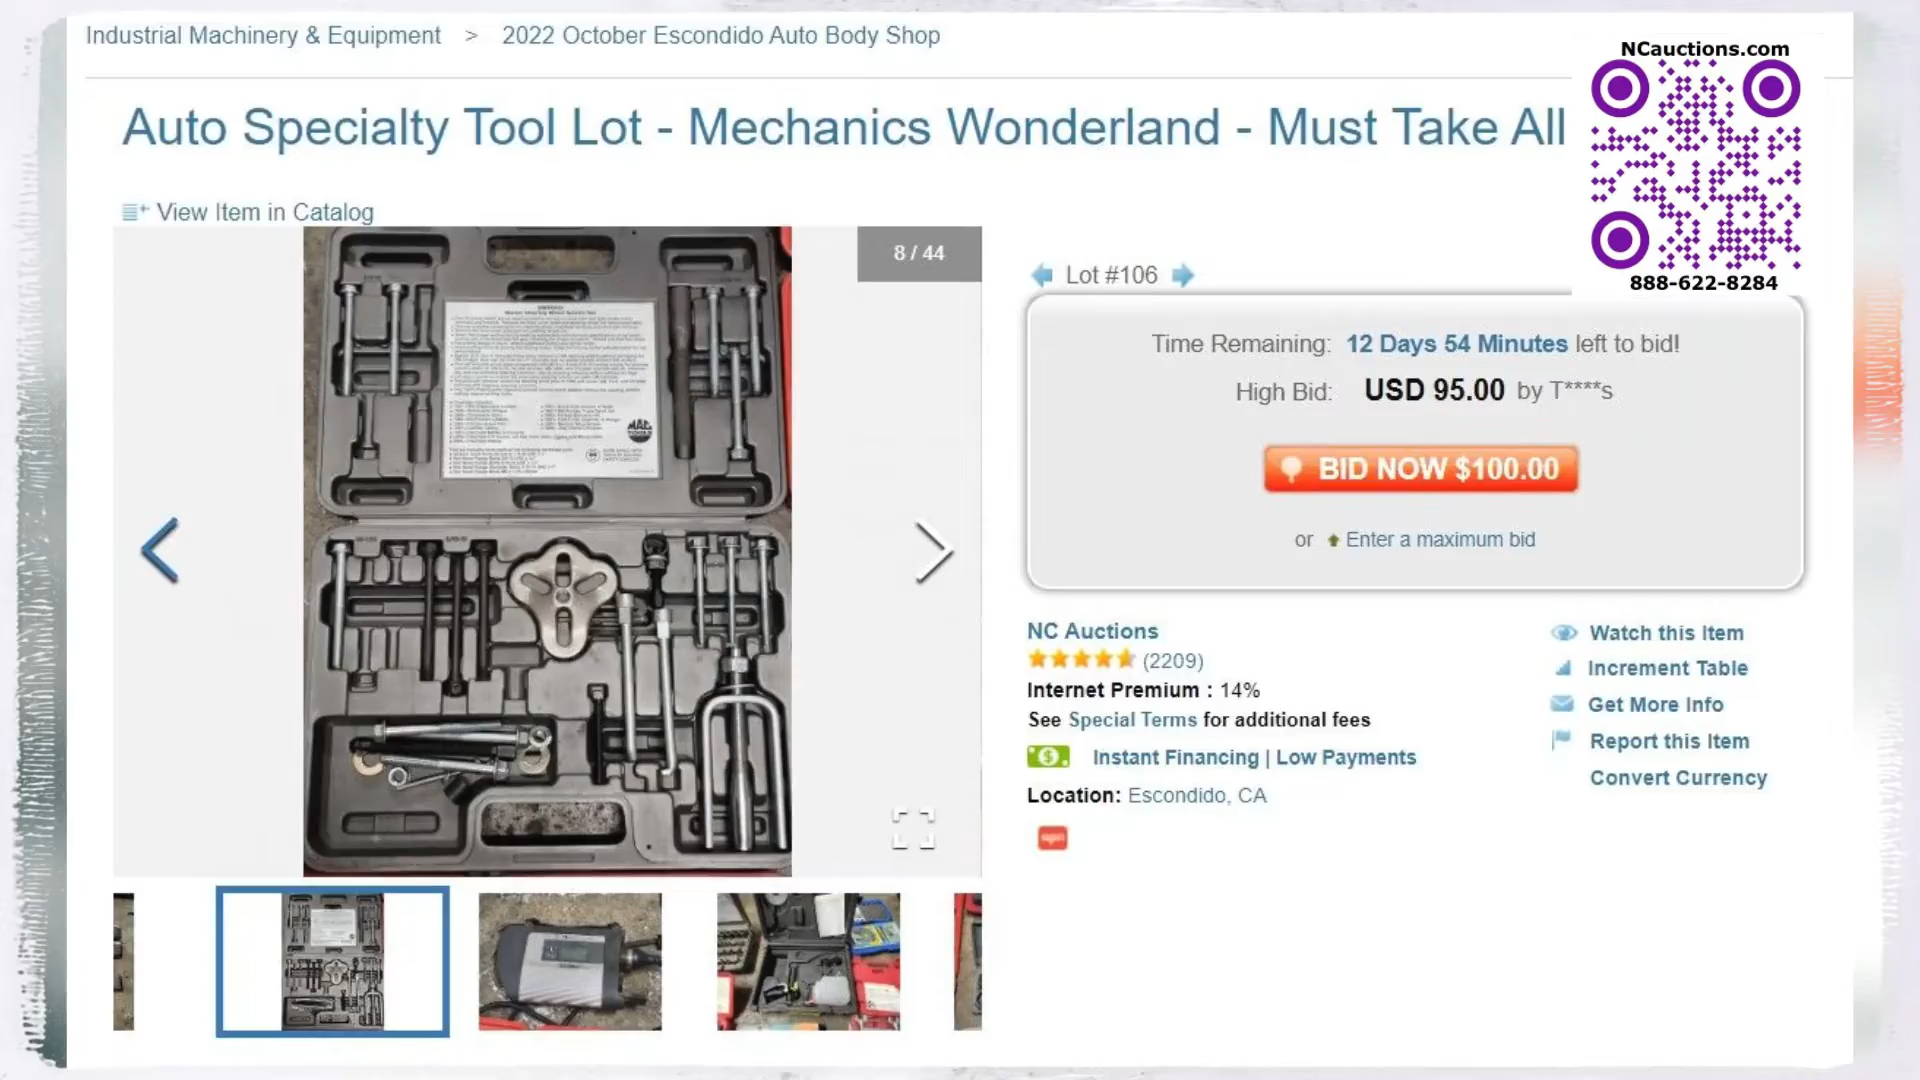 Industrial Machinery & Equipment > 2022 October Escondido Auto Body Shop
NCauctions.com
888-622-8284
Auto Specialty Tool Lot - Mechanics Wonderland - Must Take All
View Item in Catalog
8 / 44
MAC
TOOLS
Lot #106
Time Remaining: 12 Days 54 Minutes left to bid!
High Bid: USD 95.00 by T****s
BID NOW $100.00
or Enter a maximum bid
NC Auctions
(2209)
Internet Premium : 14%
See Special Terms for additional fees
Instant Financing | Low Payments
Location: Escondido, CA
Watch this Item
Increment Table
Get More Info
Report this Item
Convert Currency